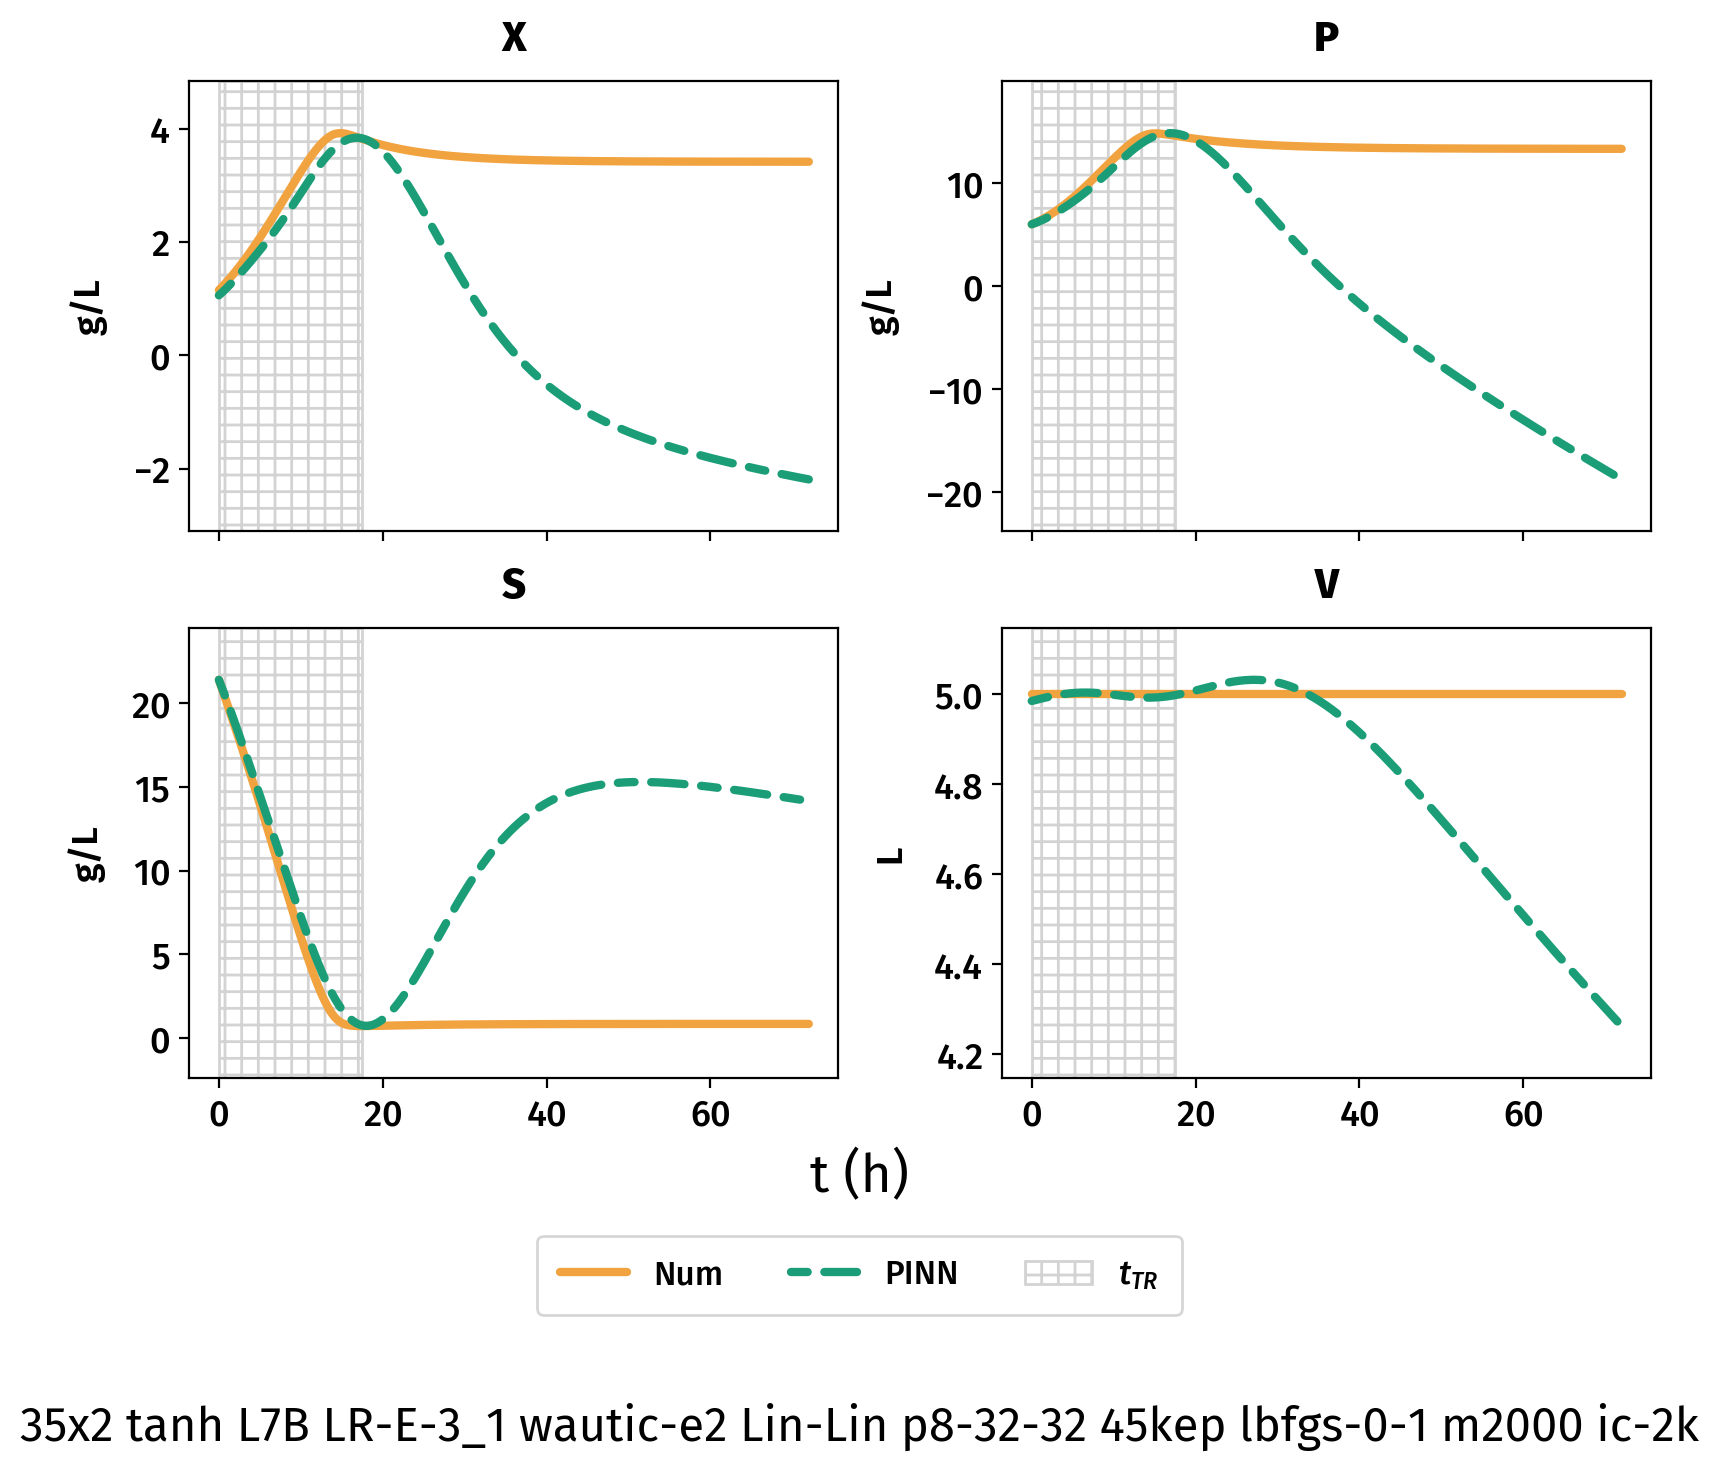 X
P
4
2
0
−2
g/L
10
0
−10
−20
g/L
S
V
20
15
10
5
0
g/L
5.0
4.8
4.6
4.4
4.2
L
0 20 40 60
0 20 40 60
t (h)
Num PINN tTR
35x2 tanh L7B LR-E-3_1 wautic-e2 Lin-Lin p8-32-32 45kep lbfgs-0-1 m2000 ic-2k